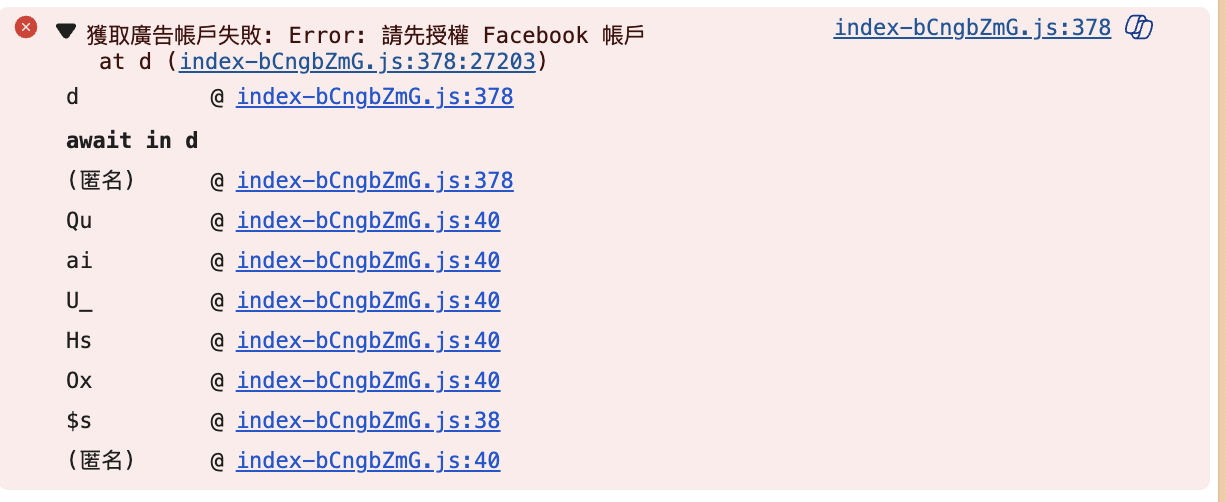 獲取廣告帳戶失敗: Error: 請先授權 Facebook 帳戶 index-bCngbZmG.js:378
at d (index-bCngbZmG.js:378:27203)
d @ index-bCngbZmG.js:378
await in d
(匿名) @ index-bCngbZmG.js:378
Qu @ index-bCngbZmG.js:40
ai @ index-bCngbZmG.js:40
U_ @ index-bCngbZmG.js:40
Hs @ index-bCngbZmG.js:40
Ox @ index-bCngbZmG.js:40
$s @ index-bCngbZmG.js:38
(匿名) @ index-bCngbZmG.js:40